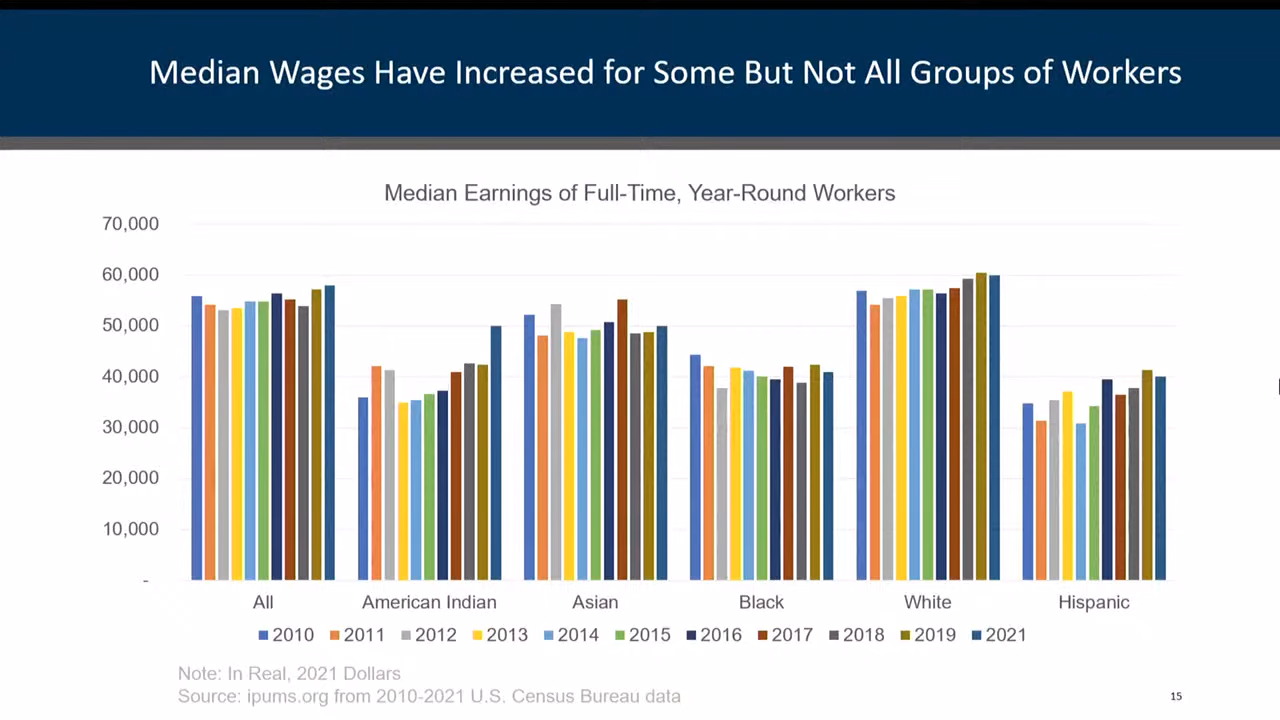 Median Wages Have Increased for Some But Not All Groups of Workers
Median Earnings of Full-Time, Year-Round Workers
70,000
60,000
50,000
40,000
30,000
20,000
10,000
-
All American Indian Asian Black White Hispanic
2010 2011 2012 2013 2014 2015 2016 2017 2018 2019 2021
Note: In Real, 2021 Dollars
Source: ipums.org from 2010-2021 U.S. Census Bureau data
15